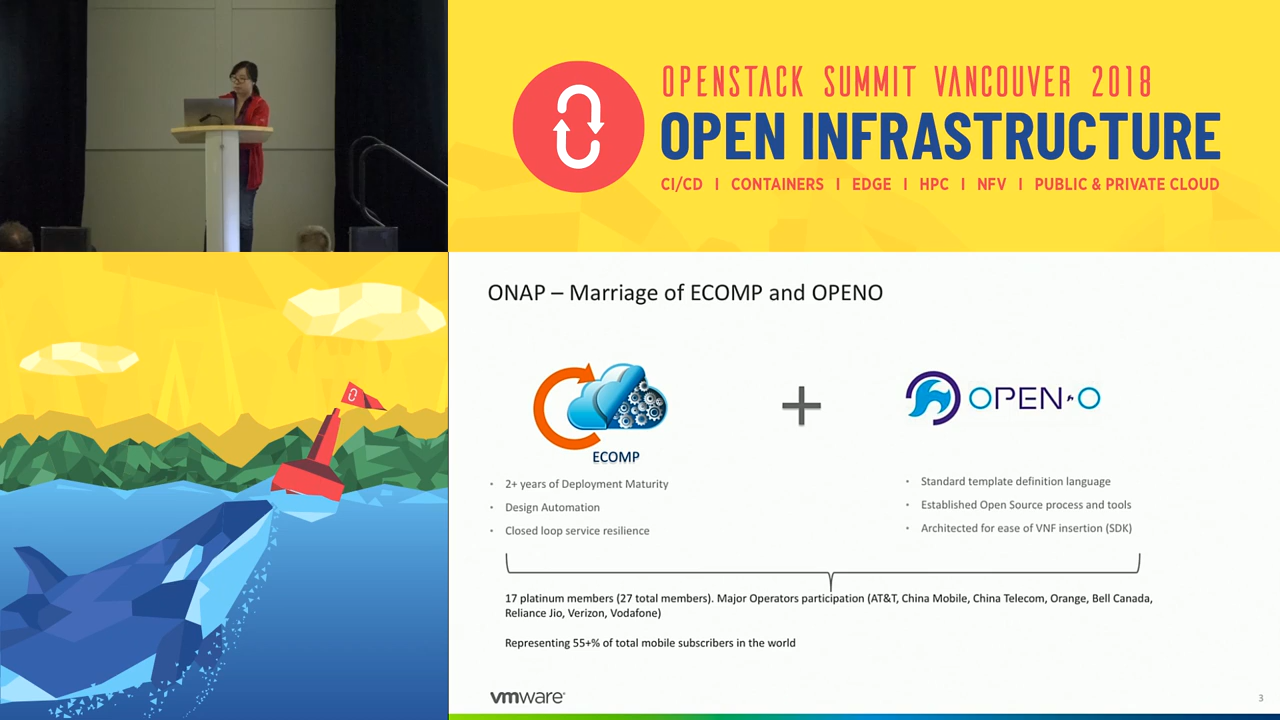 OPENSTACK SUMMIT VANCOUVER 2018
OPEN INFRASTRUCTURE
CI/CD | CONTAINERS | EDGE | HPC | NFV | PUBLIC & PRIVATE CLOUD
ONAP – Marriage of ECOMP and OPENO
ECOMP
+
OPEN-O
• 2+ years of Deployment Maturity
• Design Automation
• Closed loop service resilience
• Standard template definition language
• Established Open Source process and tools
• Architected for ease of VNF insertion (SDK)
17 platinum members (27 total members). Major Operators participation (AT&T, China Mobile, China Telecom, Orange, Bell Canada,
Reliance Jio, Verizon, Vodafone)
Representing 55+% of total mobile subscribers in the world
vmware
3